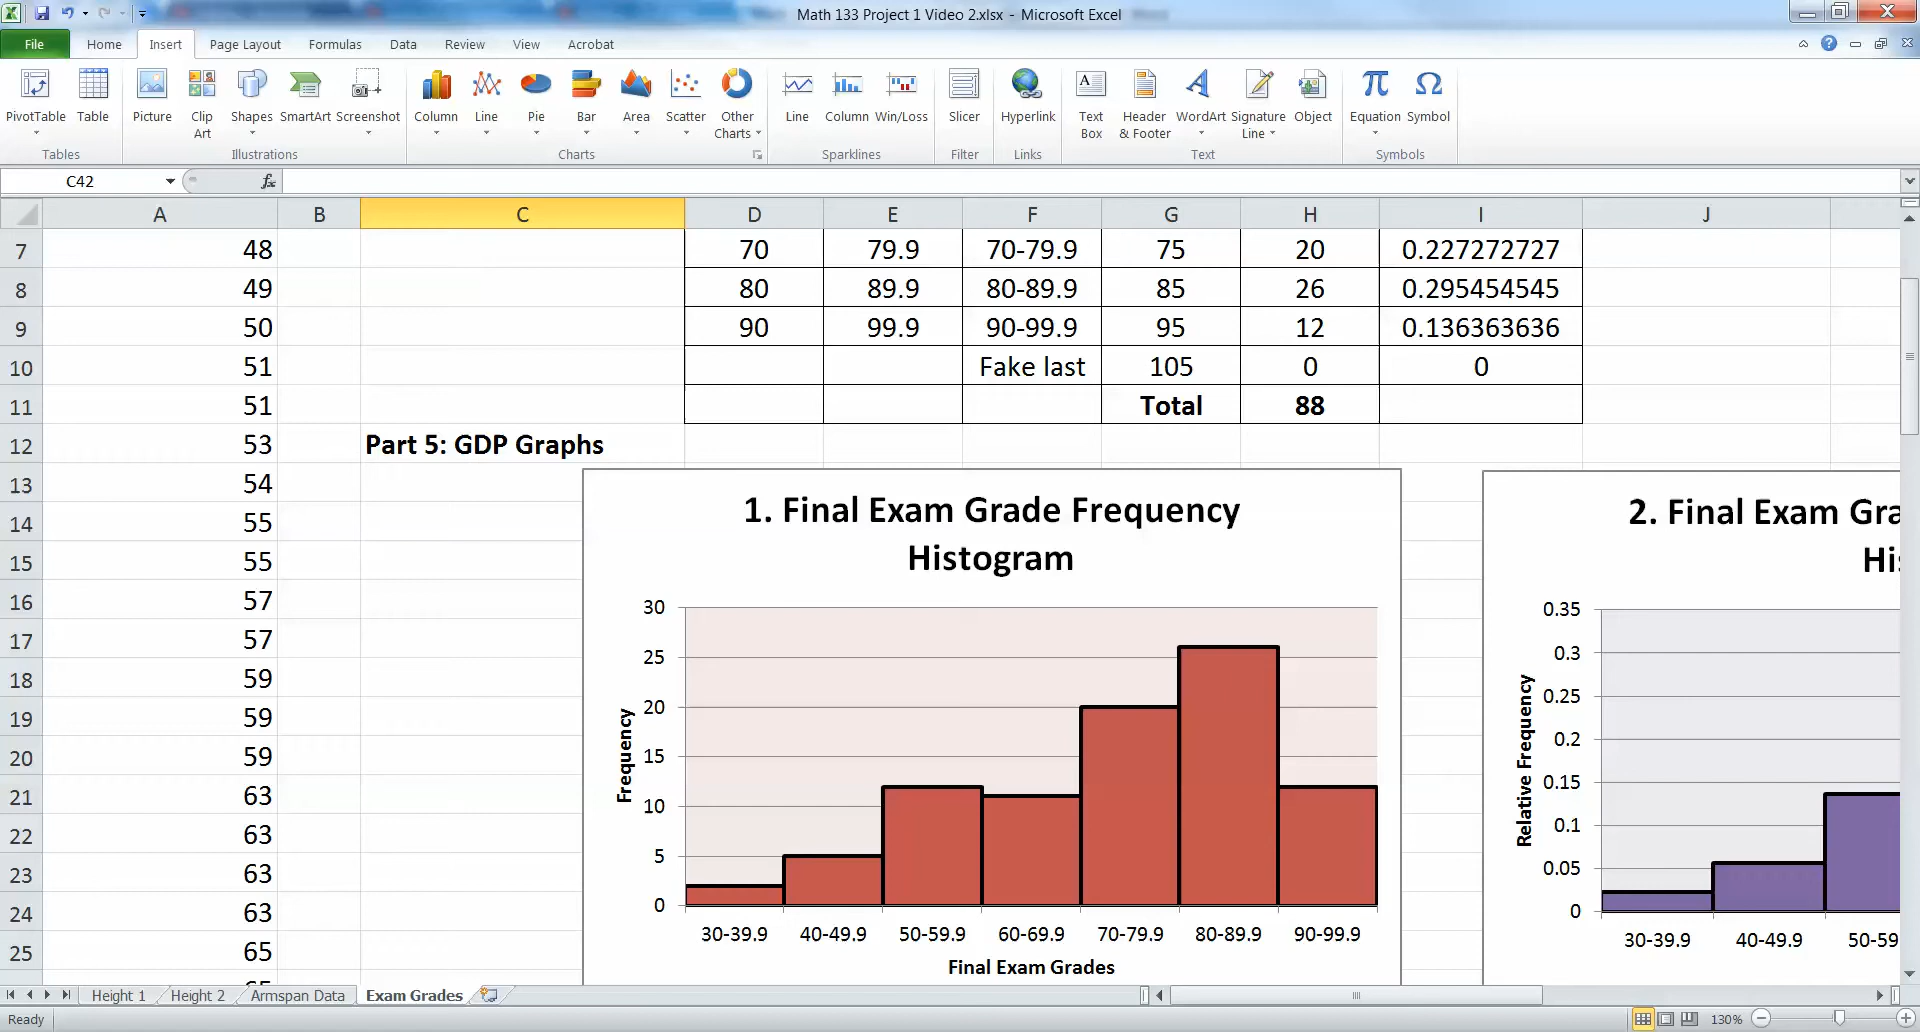 Math 133 Project 1 Video 2.xlsx - Microsoft Excel
File Home Insert Page Layout Formulas Data Review View Acrobat
PivotTable Table Picture Clip Art Shapes SmartArt Screenshot Column Line Pie Bar Area Scatter Other Charts Line Column Win/Loss Slicer Hyperlink Text Box Header & Footer WordArt Signature Line Object Equation Symbol
Tables Illustrations Charts Sparklines Filter Links Text Symbols
C42 fx
A B C D E F G H I J
7 48 70 79.9 70-79.9 75 20 0.227272727
8 49 80 89.9 80-89.9 85 26 0.295454545
9 50 90 99.9 90-99.9 95 12 0.136363636
10 51 Fake last 105 0 0
11 51 Total 88
12 53 Part 5: GDP Graphs
13 54
14 55
15 55
16 57
17 57
18 59
19 59
20 59
21 63
22 63
23 63
24 63
25 65
1. Final Exam Grade Frequency
Histogram
30
25
20
15
10
5
0
Frequency
30-39.9 40-49.9 50-59.9 60-69.9 70-79.9 80-89.9 90-99.9
Final Exam Grades
2. Final Exam Gra
His
0.35
0.3
0.25
0.2
0.15
0.1
0.05
0
Relative Frequency
30-39.9 40-49.9 50-59
Height 1 Height 2 Armspan Data Exam Grades
Ready 130%